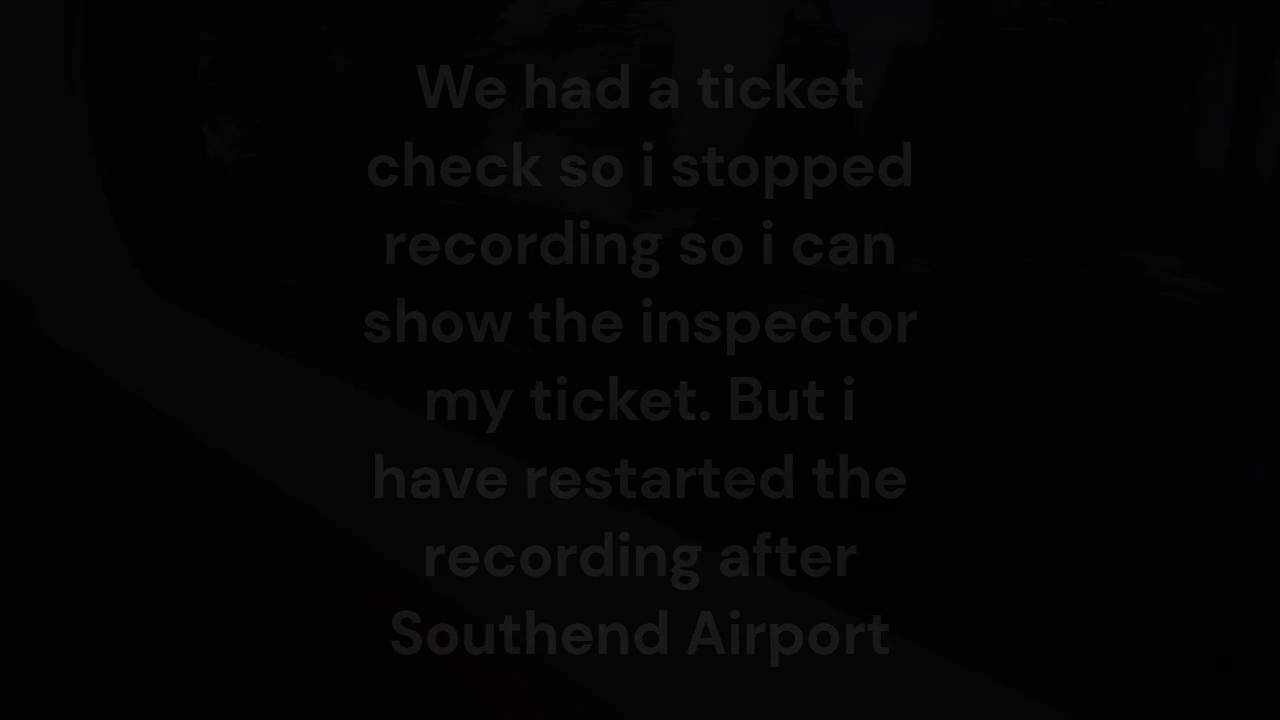 We had a ticket
check so i stopped
recording so i can
show the inspector
my ticket. But i
have restarted the
recording after
Southend Airport